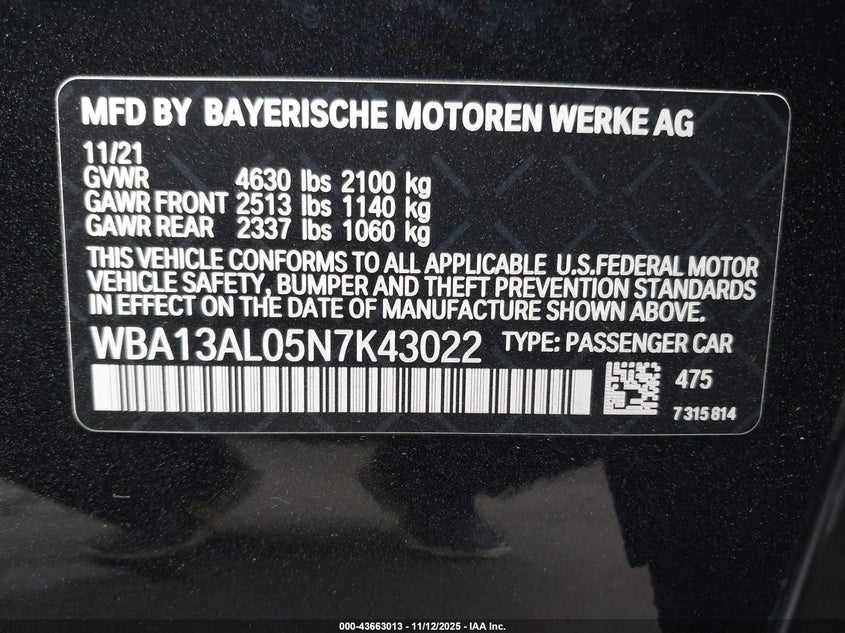 MFD BY BAYERISCHE MOTOREN WERKE AG
11/21
GVWR 4630 lbs 2100 kg
GAWR FRONT 2513 lbs 1140 kg
GAWR REAR 2337 lbs 1060 kg
THIS VEHICLE CONFORMS TO ALL APPLICABLE U.S.FEDERAL MOTOR
VEHICLE SAFETY, BUMPER AND THEFT PREVENTION STANDARDS
IN EFFECT ON THE DATE OF MANUFACTURE SHOWN ABOVE.
WBA13AL05N7K43022 TYPE: PASSENGER CAR
475
7 315 814
000-43663013 - 11/12/2025 - IAA Inc.